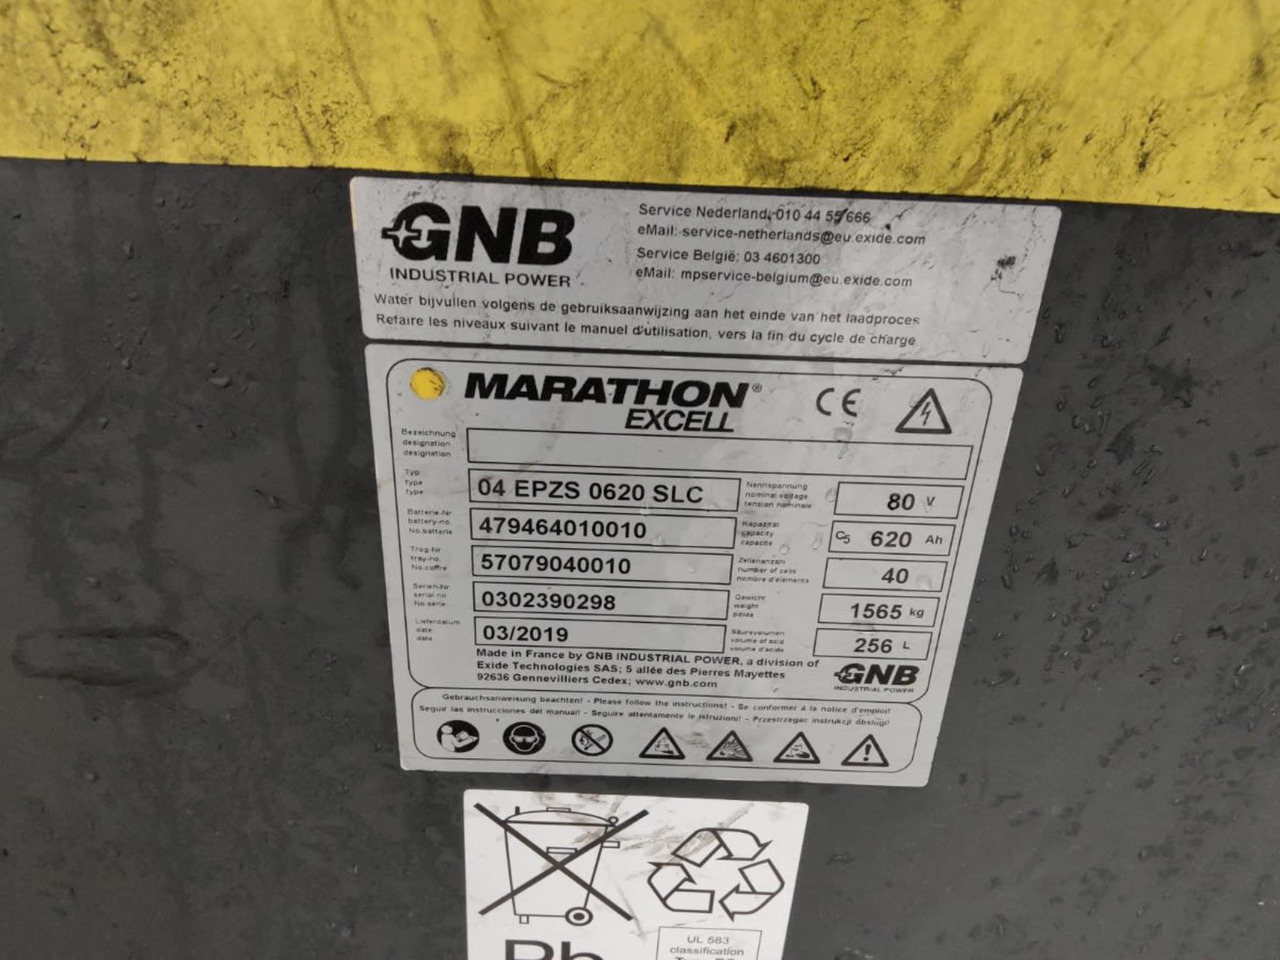 GNB
INDUSTRIAL POWER
Service Nederland: 010 44 55 666
eMail: service-netherlands@eu.exide.com
Service België: 03 4601300
eMail: mpservice-belgium@eu.exide.com
Water bijvullen volgens de gebruiksaanwijzing aan het einde van het laadproces
Refaire les niveaux suivant le manuel d'utilisation, vers la fin du cycle de charge
MARATHON®
EXCELL
CE
Bezeichnung
designation
designation
Typ
type
type
04 EPZS 0620 SLC
Nennspannung
nominal voltage
tension nominale
80 V
Batterie-Nr.
battery-no.
No.batterie
479464010010
Kapazität
capacity
capacite
C5 620 Ah
Trog-Nr.
tray-no.
No.coffre
57079040010
Zellenanzahl
number of cells
nombre d'élements
40
Serien-Nr
serial no
No.série
0302390298
Gewicht
weight
poids
1565 kg
Lieferdatum
date
date
03/2019
Säurevolumen
volume of acid
volume d'acide
256 L
Made in France by GNB INDUSTRIAL POWER, a division of
Exide Technologies SAS; 5 allée des Pierres Mayettes
92636 Gennevilliers Cedex; www.gnb.com
GNB
INDUSTRIAL POWER
Gebrauchsanweisung beachten! - Please follow the instructions! - Se conformer à la notice d'emploi!
Seguir las instrucciones del manual! - Seguire attentamente le istruzioni! - Przestrzegac instrukcji obslugi!
Pb
UL 583
classification